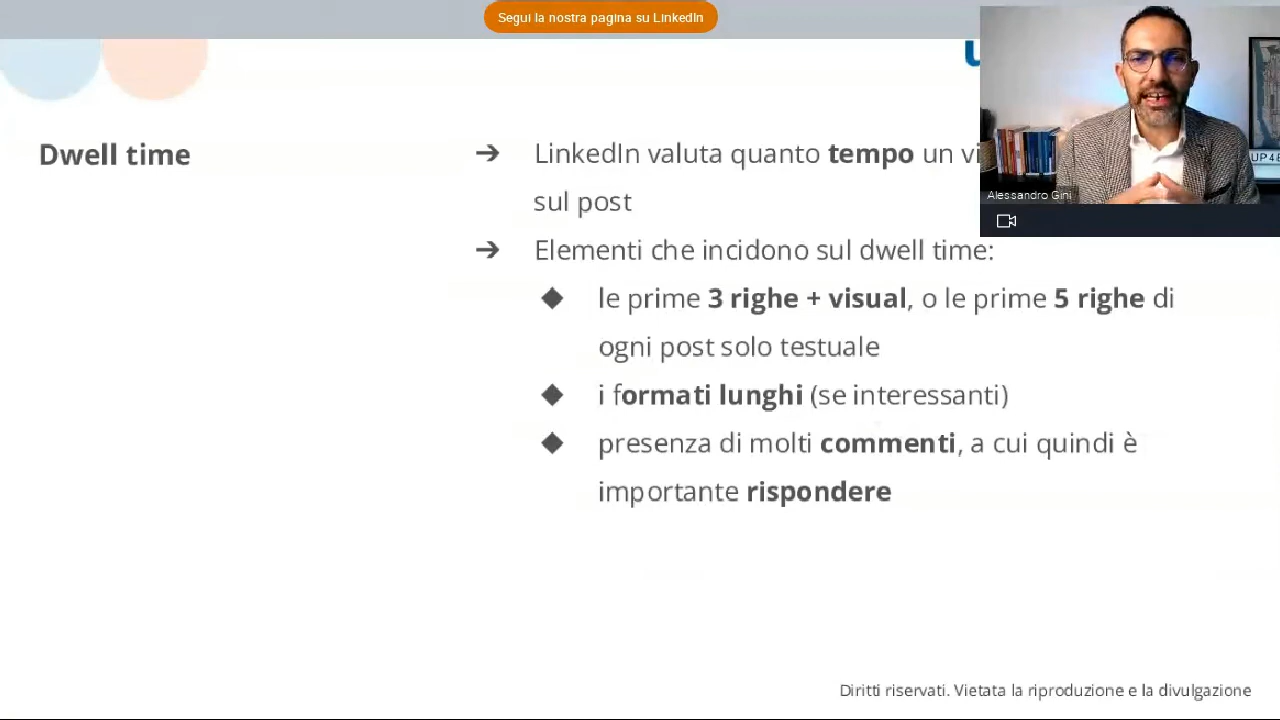 Segui la nostra pagina su LinkedIn
Dwell time
➔ LinkedIn valuta quanto tempo un vi
sul post
➔ Elementi che incidono sul dwell time:
◆ le prime 3 righe + visual, o le prime 5 righe di
ogni post solo testuale
◆ i formati lunghi (se interessanti)
◆ presenza di molti commenti, a cui quindi è
importante rispondere
UP4B
Alessandro Gini
Diritti riservati. Vietata la riproduzione e la divulgazione